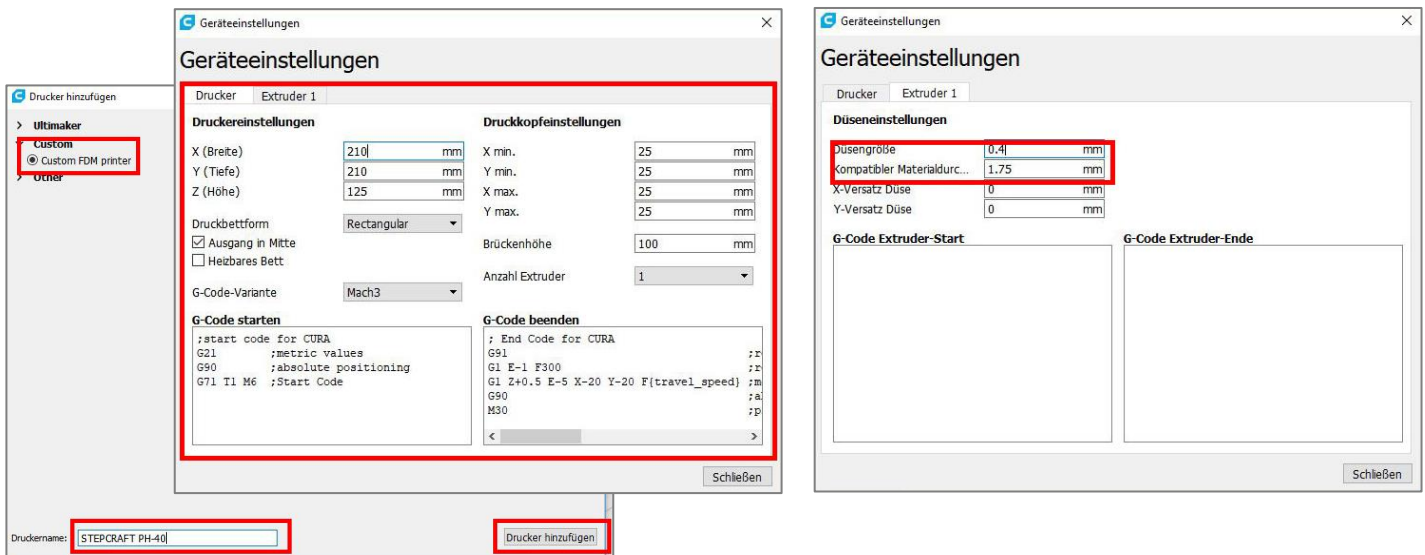 Drucker hinzufügen
Ultimaker
Custom
Custom FDM printer
Other
Druckername: STEPCRAFT PH-40
Drucker hinzufügen
Geräteeinstellungen
Geräteeinstellungen
Drucker Extruder 1
Druckereinstellungen
X (Breite) 210 mm
Y (Tiefe) 210 mm
Z (Höhe) 125 mm
Druckbettform Rectangular
Ausgang in Mitte
Heizbares Bett
G-Code-Variante Mach3
Druckkopfeinstellungen
X min. 25 mm
Y min. 25 mm
X max. 25 mm
Y max. 25 mm
Brückenhöhe 100 mm
Anzahl Extruder 1
G-Code starten
;start code for CURA
G21 ;metric values
G90 ;absolute positioning
G71 T1 M6 ;Start Code
G-Code beenden
; End Code for CURA
G91 ;r
G1 E-1 F300 ;r
G1 Z+0.5 E-5 X-20 Y-20 F{travel_speed} ;m
G90 ;a
M30 ;p
Schließen
Geräteeinstellungen
Geräteeinstellungen
Drucker Extruder 1
Düseneinstellungen
Düsengröße 0.4 mm
Kompatibler Materialdurc... 1.75 mm
X-Versatz Düse 0 mm
Y-Versatz Düse 0 mm
G-Code Extruder-Start
G-Code Extruder-Ende
Schließen